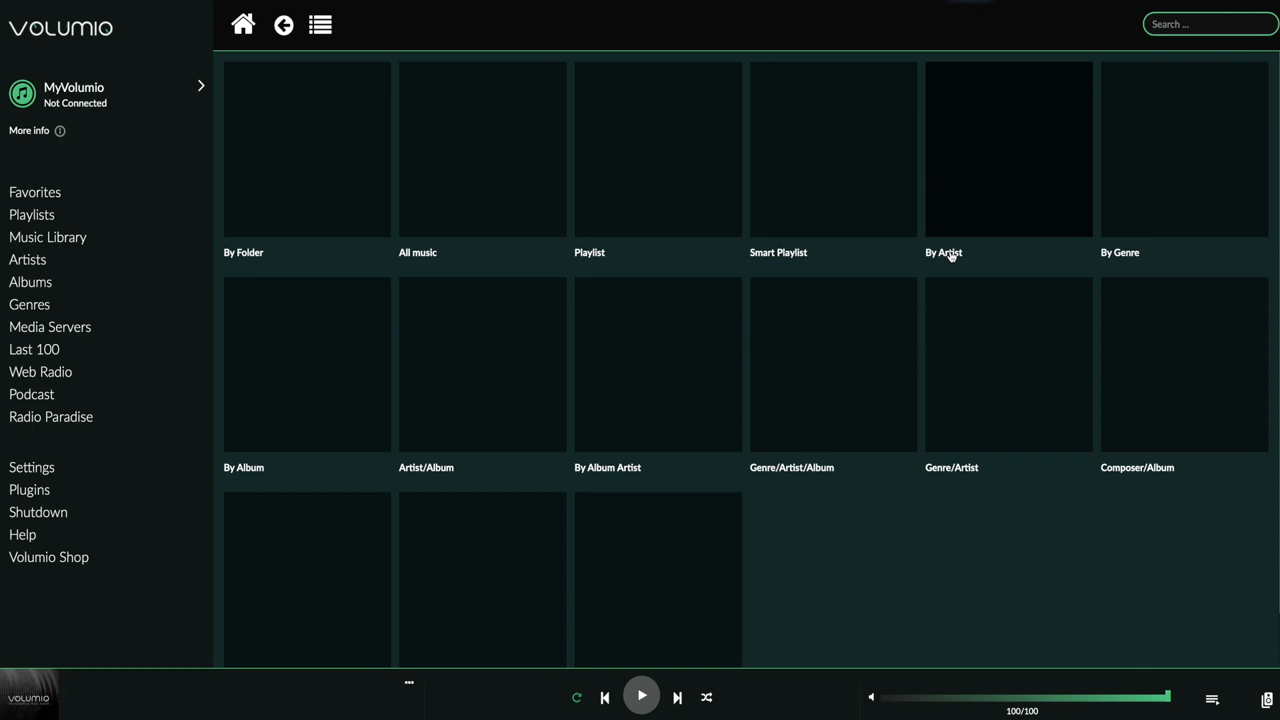 VOLUMIO
MyVolumio
Not Connected
More info
Favorites
Playlists
Music Library
Artists
Albums
Genres
Media Servers
Last 100
Web Radio
Podcast
Radio Paradise
Settings
Plugins
Shutdown
Help
Volumio Shop
Search ...
By Folder
All music
Playlist
Smart Playlist
By Artist
By Genre
By Album
Artist/Album
By Album Artist
Genre/Artist/Album
Genre/Artist
Composer/Album
VOLUMIO
100/100